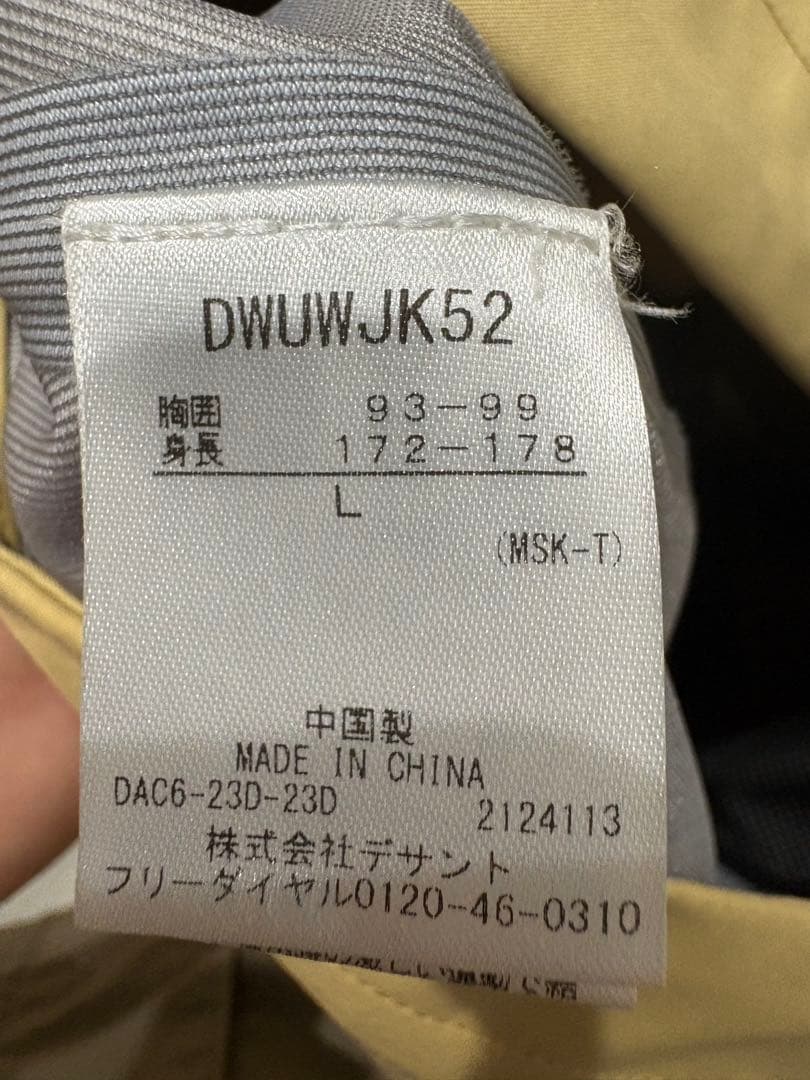 DWUWJK52
胸囲 93-99
身長 172-178
L
(MSK-T)
中国製
MADE IN CHINA
DAC6-23D-23D 2124113
株式会社デサント
フリーダイヤル0120-46-0310